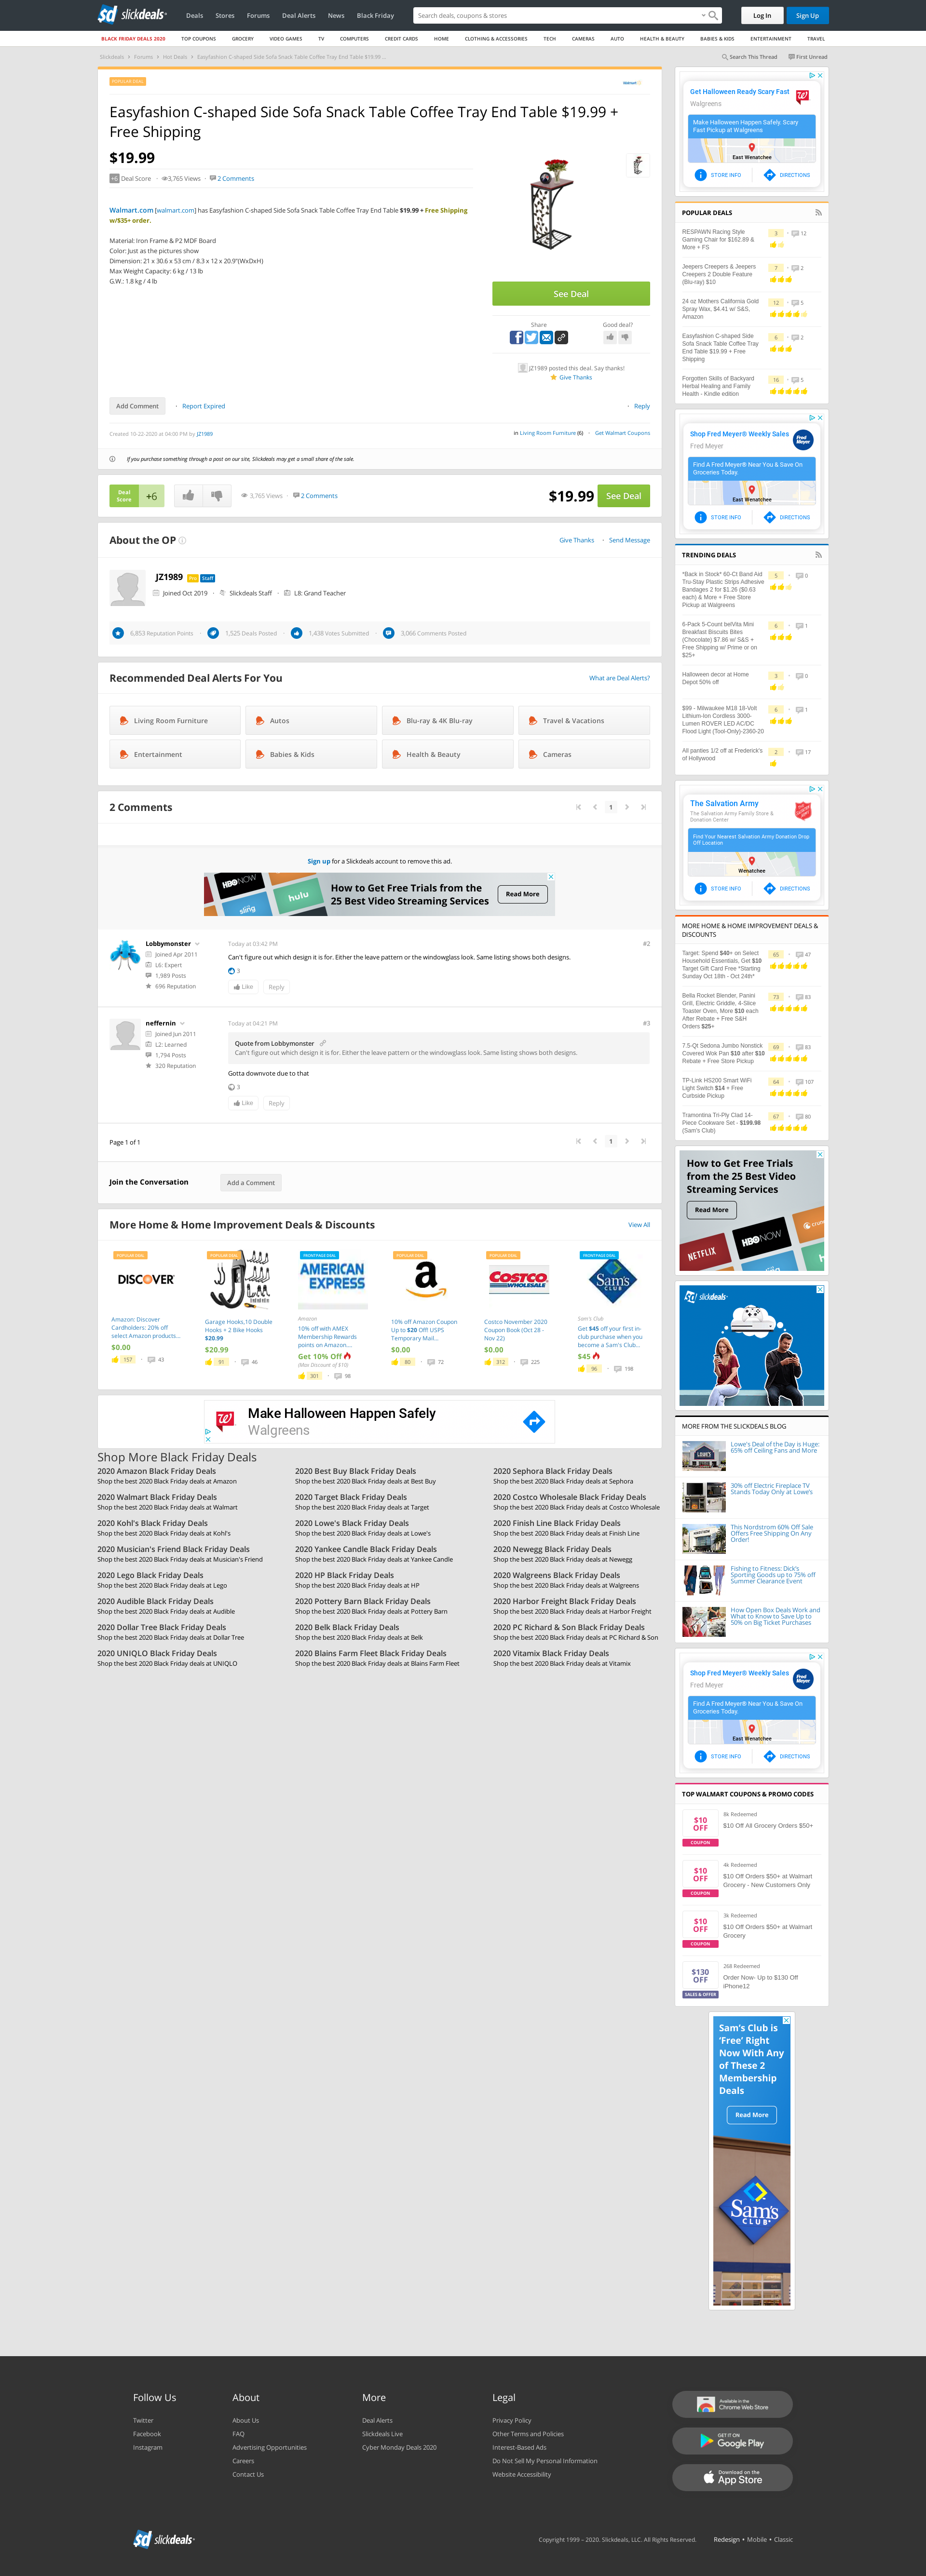 slickdeals
Deals Stores Forums Deal Alerts News Black Friday
Search deals, coupons & stores
Log In Sign Up
BLACK FRIDAY DEALS 2020 TOP COUPONS GROCERY VIDEO GAMES TV COMPUTERS CREDIT CARDS HOME CLOTHING & ACCESSORIES TECH CAMERAS AUTO HEALTH & BEAUTY BABIES & KIDS ENTERTAINMENT TRAVEL
Slickdeals › Forums › Hot Deals › Easyfashion C-shaped Side Sofa Snack Table Coffee Tray End Table $19.99 ...
Search This Thread First Unread
POPULAR DEAL
Walmart
Easyfashion C-shaped Side Sofa Snack Table Coffee Tray End Table $19.99 +
Free Shipping
$19.99
+6 Deal Score 3,765 Views 2 Comments
Walmart.com [walmart.com] has Easyfashion C-shaped Side Sofa Snack Table Coffee Tray End Table $19.99 + Free Shipping
w/$35+ order.
Material: Iron Frame & P2 MDF Board
Color: Just as the pictures show
Dimension: 21 x 30.6 x 53 cm / 8.3 x 12 x 20.9"(WxDxH)
Max Weight Capacity: 6 kg / 13 lb
G.W.: 1.8 kg / 4 lb
See Deal
Share Good deal?
JZ1989 posted this deal. Say thanks!
Give Thanks
Add Comment Report Expired Reply
Created 10-22-2020 at 04:00 PM by JZ1989
in Living Room Furniture (6) Get Walmart Coupons
If you purchase something through a post on our site, Slickdeals may get a small share of the sale.
Deal
Score
+6
3,765 Views 2 Comments
$19.99 See Deal
About the OP
Give Thanks Send Message
JZ1989 Pro Staff
Joined Oct 2019 Slickdeals Staff L8: Grand Teacher
6,853 Reputation Points 1,525 Deals Posted 1,438 Votes Submitted 3,066 Comments Posted
Recommended Deal Alerts For You
What are Deal Alerts?
Living Room Furniture Autos Blu-ray & 4K Blu-ray Travel & Vacations
Entertainment Babies & Kids Health & Beauty Cameras
2 Comments
1
Sign up for a Slickdeals account to remove this ad.
HBO NOW
sling
hulu
How to Get Free Trials from the
25 Best Video Streaming Services
Read More
Lobbymonster
Joined Apr 2011
L6: Expert
1,989 Posts
696 Reputation
Today at 03:42 PM
#2
Can't figure out which design it is for. Either the leave pattern or the windowglass look. Same listing shows both designs.
3
Like Reply
neffernin
Joined Jun 2011
L2: Learned
1,794 Posts
320 Reputation
Today at 04:21 PM
#3
Quote from Lobbymonster
Can't figure out which design it is for. Either the leave pattern or the windowglass look. Same listing shows both designs.
Gotta downvote due to that
3
Like Reply
Page 1 of 1
1
Join the Conversation
Add a Comment
More Home & Home Improvement Deals & Discounts
View All
POPULAR DEAL
DISCOVER
Amazon: Discover
Cardholders: 20% off
select Amazon products...
$0.00
157 43
POPULAR DEAL
Garage Hooks,10 Double
Hooks + 2 Bike Hooks
$20.99
$20.99
91 46
FRONTPAGE DEAL
AMERICAN
EXPRESS
Amazon
10% off with AMEX
Membership Rewards
points on Amazon....
Get 10% Off
(Max Discount of $10)
301 98
POPULAR DEAL
a
10% off Amazon Coupon
Up to $20 Off! USPS
Temporary Mail...
$0.00
80 72
POPULAR DEAL
COSTCO
WHOLESALE
Costco November 2020
Coupon Book (Oct 28 -
Nov 22)
$0.00
312 225
FRONTPAGE DEAL
Sam's
CLUB
Sam's Club
Get $45 off your first in-
club purchase when you
become a Sam's Club...
$45
96 198
Make Halloween Happen Safely
Walgreens
Shop More Black Friday Deals
2020 Amazon Black Friday Deals
Shop the best 2020 Black Friday deals at Amazon
2020 Best Buy Black Friday Deals
Shop the best 2020 Black Friday deals at Best Buy
2020 Sephora Black Friday Deals
Shop the best 2020 Black Friday deals at Sephora
2020 Walmart Black Friday Deals
Shop the best 2020 Black Friday deals at Walmart
2020 Target Black Friday Deals
Shop the best 2020 Black Friday deals at Target
2020 Costco Wholesale Black Friday Deals
Shop the best 2020 Black Friday deals at Costco Wholesale
2020 Kohl's Black Friday Deals
Shop the best 2020 Black Friday deals at Kohl's
2020 Lowe's Black Friday Deals
Shop the best 2020 Black Friday deals at Lowe's
2020 Finish Line Black Friday Deals
Shop the best 2020 Black Friday deals at Finish Line
2020 Musician's Friend Black Friday Deals
Shop the best 2020 Black Friday deals at Musician's Friend
2020 Yankee Candle Black Friday Deals
Shop the best 2020 Black Friday deals at Yankee Candle
2020 Newegg Black Friday Deals
Shop the best 2020 Black Friday deals at Newegg
2020 Lego Black Friday Deals
Shop the best 2020 Black Friday deals at Lego
2020 HP Black Friday Deals
Shop the best 2020 Black Friday deals at HP
2020 Walgreens Black Friday Deals
Shop the best 2020 Black Friday deals at Walgreens
2020 Audible Black Friday Deals
Shop the best 2020 Black Friday deals at Audible
2020 Pottery Barn Black Friday Deals
Shop the best 2020 Black Friday deals at Pottery Barn
2020 Harbor Freight Black Friday Deals
Shop the best 2020 Black Friday deals at Harbor Freight
2020 Dollar Tree Black Friday Deals
Shop the best 2020 Black Friday deals at Dollar Tree
2020 Belk Black Friday Deals
Shop the best 2020 Black Friday deals at Belk
2020 PC Richard & Son Black Friday Deals
Shop the best 2020 Black Friday deals at PC Richard & Son
2020 UNIQLO Black Friday Deals
Shop the best 2020 Black Friday deals at UNIQLO
2020 Blains Farm Fleet Black Friday Deals
Shop the best 2020 Black Friday deals at Blains Farm Fleet
2020 Vitamix Black Friday Deals
Shop the best 2020 Black Friday deals at Vitamix
Get Halloween Ready Scary Fast
Walgreens
Make Halloween Happen Safely. Scary
Fast Pickup at Walgreens
East Wenatchee
STORE INFO DIRECTIONS
POPULAR DEALS
RESPAWN Racing Style
Gaming Chair for $162.89 &
More + FS
3 12
Jeepers Creepers & Jeepers
Creepers 2 Double Feature
(Blu-ray) $10
7 2
24 oz Mothers California Gold
Spray Wax, $4.41 w/ S&S,
Amazon
12 5
Easyfashion C-shaped Side
Sofa Snack Table Coffee Tray
End Table $19.99 + Free
Shipping
6 2
Forgotten Skills of Backyard
Herbal Healing and Family
Health - Kindle edition
16 5
Shop Fred Meyer® Weekly Sales
Fred Meyer
Find A Fred Meyer® Near You & Save On
Groceries Today.
East Wenatchee
STORE INFO DIRECTIONS
TRENDING DEALS
*Back in Stock* 60-Ct Band Aid
Tru-Stay Plastic Strips Adhesive
Bandages 2 for $1.26 ($0.63
each) & More + Free Store
Pickup at Walgreens
5 0
6-Pack 5-Count belVita Mini
Breakfast Biscuits Bites
(Chocolate) $7.86 w/ S&S +
Free Shipping w/ Prime or on
$25+
6 1
Halloween decor at Home
Depot 50% off
3 0
$99 - Milwaukee M18 18-Volt
Lithium-Ion Cordless 3000-
Lumen ROVER LED AC/DC
Flood Light (Tool-Only)-2360-20
6 1
All panties 1/2 off at Frederick's
of Hollywood
2 17
The Salvation Army
The Salvation Army Family Store &
Donation Center
Find Your Nearest Salvation Army Donation Drop
Off Location
Wenatchee
STORE INFO DIRECTIONS
MORE HOME & HOME IMPROVEMENT DEALS &
DISCOUNTS
Target: Spend $40+ on Select
Household Essentials, Get $10
Target Gift Card Free *Starting
Sunday Oct 18th - Oct 24th*
65 47
Bella Rocket Blender, Panini
Grill, Electric Griddle, 4-Slice
Toaster Oven, More $10 each
After Rebate + Free S&H
Orders $25+
73 83
7.5-Qt Sedona Jumbo Nonstick
Covered Wok Pan $10 after $10
Rebate + Free Store Pickup
69 83
TP-Link HS200 Smart WiFi
Light Switch $14 + Free
Curbside Pickup
64 107
Tramontina Tri-Ply Clad 14-
Piece Cookware Set - $199.98
(Sam's Club)
67 80
How to Get Free Trials
from the 25 Best Video
Streaming Services
Read More
NETFLIX
HBO NOW
crunchyroll
slickdeals
MORE FROM THE SLICKDEALS BLOG
Lowe's Deal of the Day is Huge:
65% off Ceiling Fans and More
30% off Electric Fireplace TV
Stands Today Only at Lowe's
This Nordstrom 60% Off Sale
Offers Free Shipping On Any
Order!
Fishing to Fitness: Dick's
Sporting Goods up to 75% off
Summer Clearance Event
How Open Box Deals Work and
What to Know to Save Up to
50% on Big Ticket Purchases
Shop Fred Meyer® Weekly Sales
Fred Meyer
Find A Fred Meyer® Near You & Save On
Groceries Today.
East Wenatchee
STORE INFO DIRECTIONS
TOP WALMART COUPONS & PROMO CODES
$10
OFF
COUPON
8k Redeemed
$10 Off All Grocery Orders $50+
$10
OFF
COUPON
4k Redeemed
$10 Off Orders $50+ at Walmart
Grocery - New Customers Only
$10
OFF
COUPON
3k Redeemed
$10 Off Orders $50+ at Walmart
Grocery
$130
OFF
SALES & OFFER
268 Redeemed
Order Now- Up to $130 Off
iPhone12
Sam's Club is
'Free' Right
Now With Any
of These 2
Membership
Deals
Read More
Sam's
CLUB
Follow Us
Twitter
Facebook
Instagram
About
About Us
FAQ
Advertising Opportunities
Careers
Contact Us
More
Deal Alerts
Slickdeals Live
Cyber Monday Deals 2020
Legal
Privacy Policy
Other Terms and Policies
Interest-Based Ads
Do Not Sell My Personal Information
Website Accessibility
Available in the
Chrome Web Store
GET IT ON
Google Play
Download on the
App Store
slickdeals
Copyright 1999 – 2020. Slickdeals, LLC. All Rights Reserved.
Redesign • Mobile • Classic